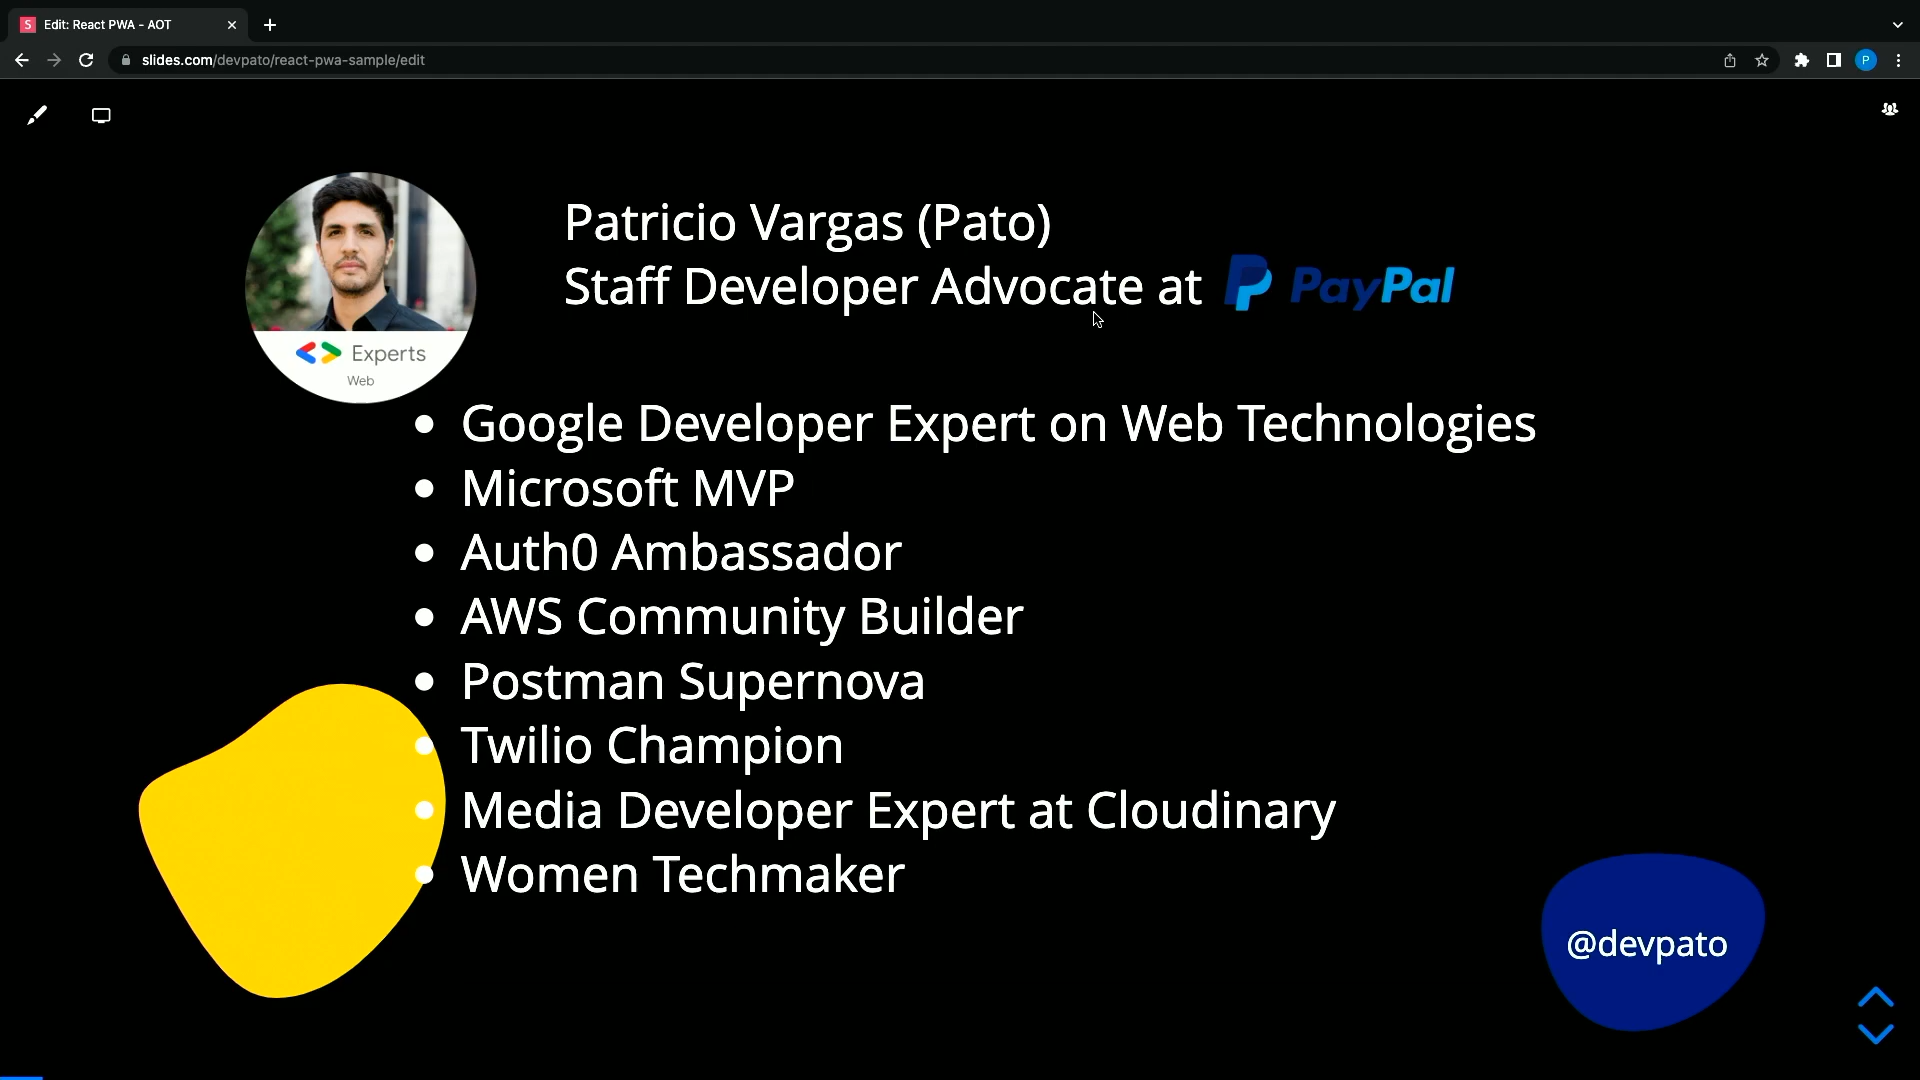 S Edit: React PWA - AOT
slides.com/devpato/react-pwa-sample/edit
P
Patricio Vargas (Pato)
Staff Developer Advocate at PayPal
Experts
Web
Google Developer Expert on Web Technologies
Microsoft MVP
Auth0 Ambassador
AWS Community Builder
Postman Supernova
Twilio Champion
Media Developer Expert at Cloudinary
Women Techmaker
@devpato